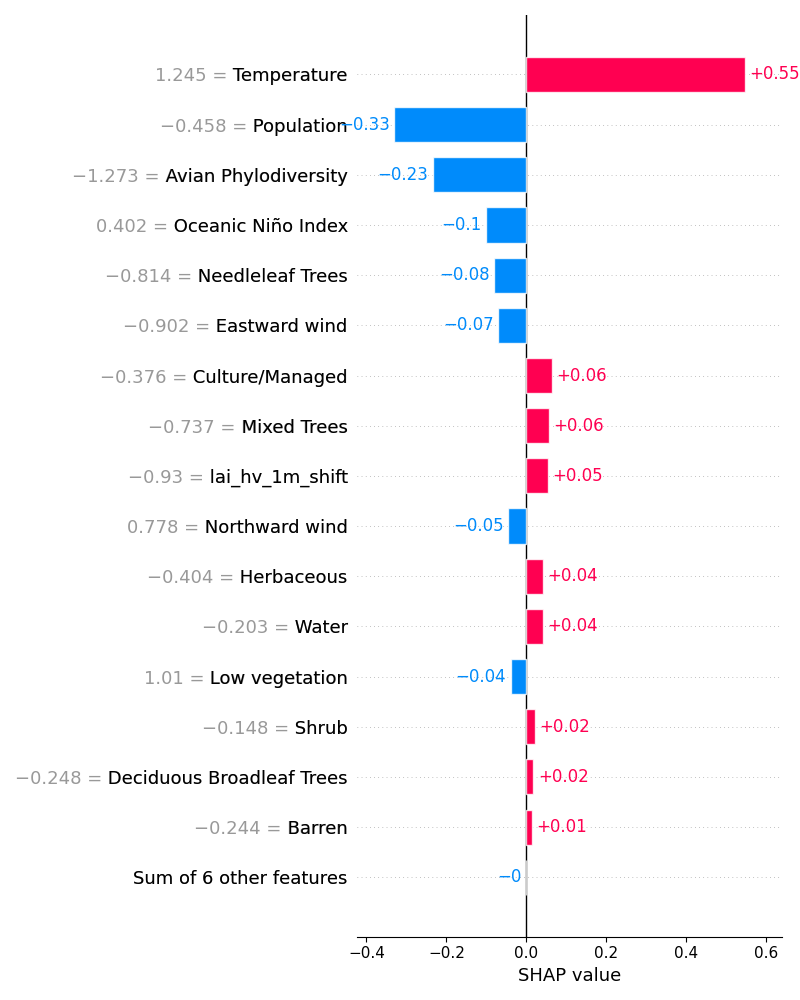 1.245 = Temperature +0.55
−0.458 = Population −0.33
−1.273 = Avian Phylodiversity −0.23
0.402 = Oceanic Niño Index −0.1
−0.814 = Needleleaf Trees −0.08
−0.902 = Eastward wind −0.07
−0.376 = Culture/Managed +0.06
−0.737 = Mixed Trees +0.06
−0.93 = lai_hv_1m_shift +0.05
0.778 = Northward wind −0.05
−0.404 = Herbaceous +0.04
−0.203 = Water +0.04
1.01 = Low vegetation −0.04
−0.148 = Shrub +0.02
−0.248 = Deciduous Broadleaf Trees +0.02
−0.244 = Barren +0.01
Sum of 6 other features −0
−0.4 −0.2 0.0 0.2 0.4 0.6
SHAP value